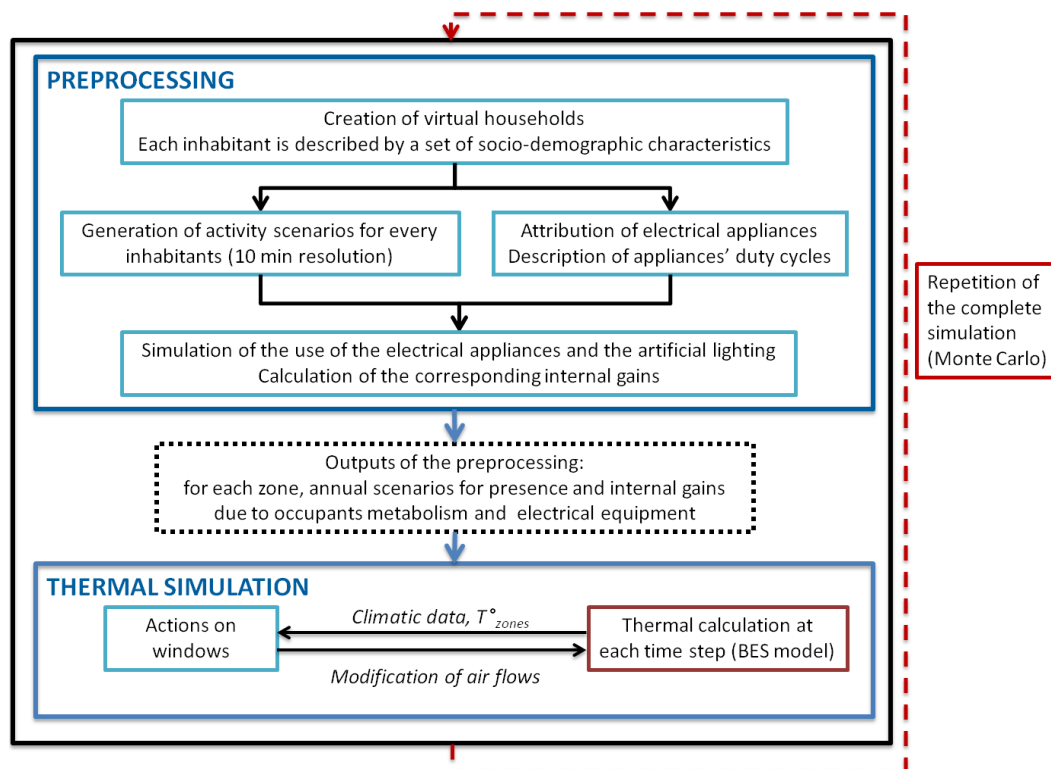 PREPROCESSING
Creation of virtual households
Each inhabitant is described by a set of socio-demographic characteristics
Generation of activity scenarios for every
inhabitants (10 min resolution)
Attribution of electrical appliances
Description of appliances’ duty cycles
Simulation of the use of the electrical appliances and the artificial lighting
Calculation of the corresponding internal gains
Outputs of the preprocessing:
for each zone, annual scenarios for presence and internal gains
due to occupants metabolism and electrical equipment
THERMAL SIMULATION
Actions on
windows
Climatic data, T°zones
Modification of air flows
Thermal calculation at
each time step (BES model)
Repetition of
the complete
simulation
(Monte Carlo)